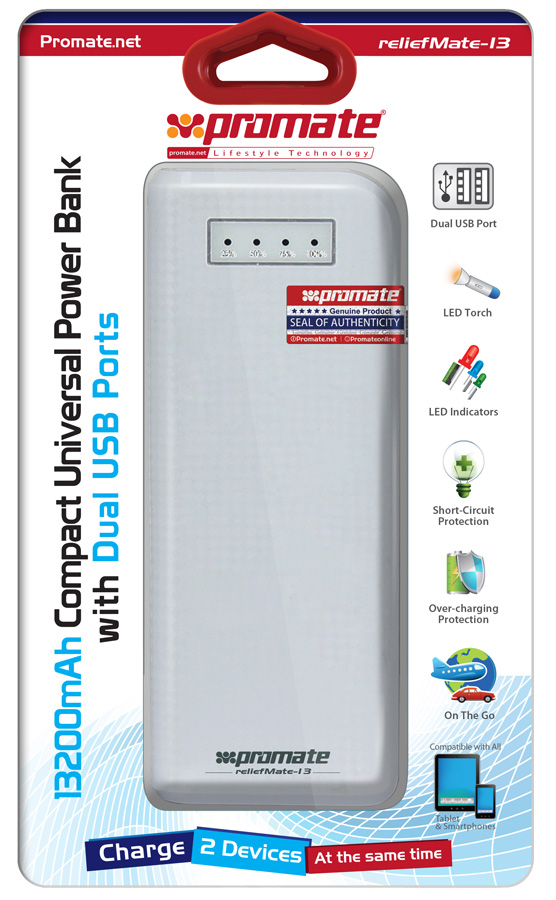 Promate.net
reliefMate-13
promate®
promate.net Lifestyle Technology
13200mAh Compact Universal Power Bank
with Dual USB Ports
25% 50% 75% 100%
promate
Genuine Product
SEAL OF AUTHENTICITY
Promate.net | Promateonline
Dual USB Port
LED Torch
LED Indicators
Short-Circuit
Protection
Over-charging
Protection
On The Go
Compatible with All
Tablet
& Smartphones
promate
reliefMate-13
Charge 2 Devices At the same time